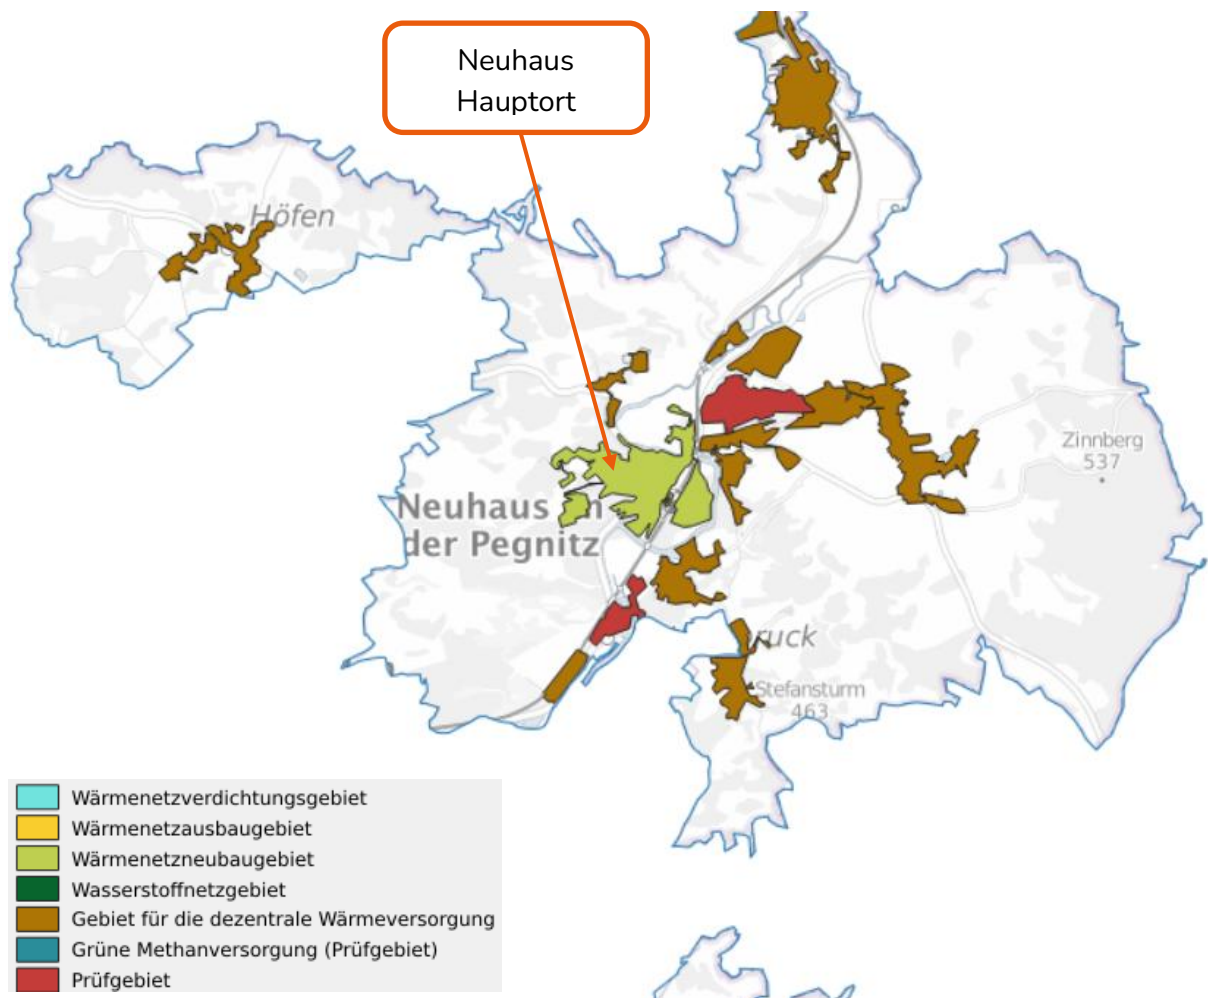 Neuhaus
Hauptort
Höfen
Zinnberg
537
Neuhaus
der Pegnitz
ruck
Stefansturm
463
Wärmenetzverdichtungsgebiet
Wärmenetzausbaugebiet
Wärmenetzneubaugebiet
Wasserstoffnetzgebiet
Gebiet für die dezentrale Wärmeversorgung
Grüne Methanversorgung (Prüfgebiet)
Prüfgebiet